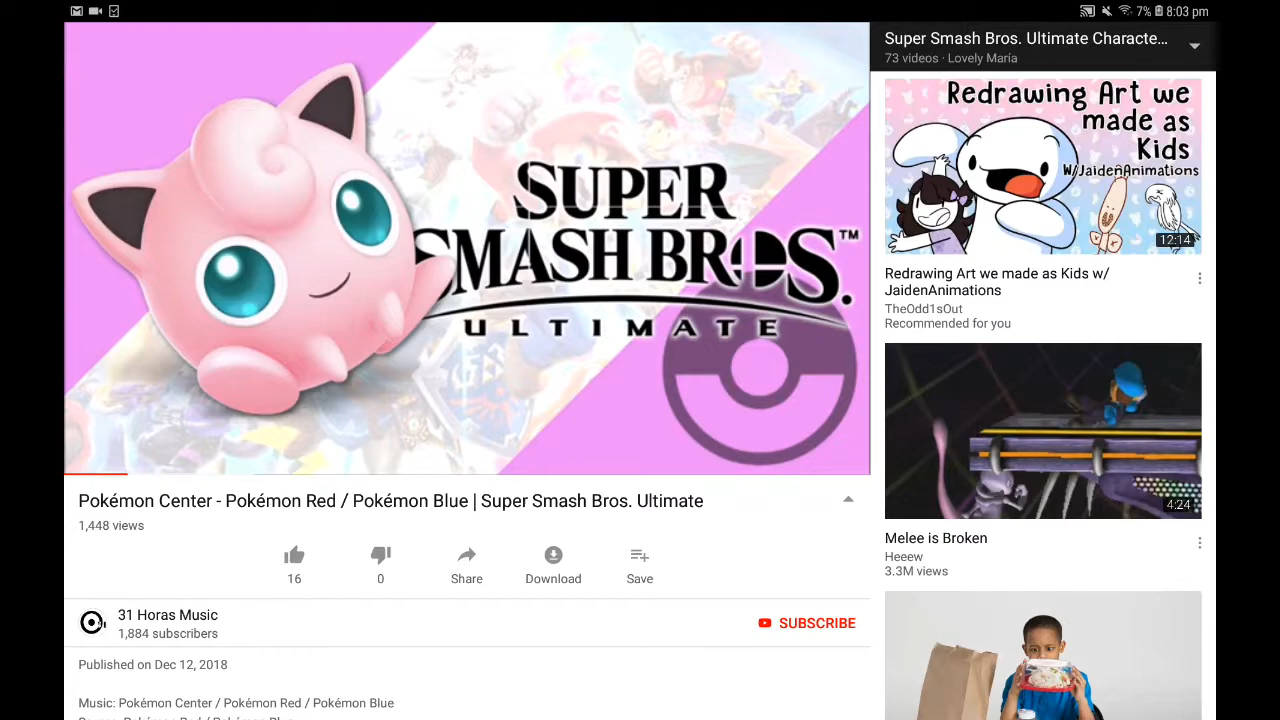 7% 8:03 pm
SUPER
SMASH BROS.™
ULTIMATE
Pokémon Center - Pokémon Red / Pokémon Blue | Super Smash Bros. Ultimate
1,448 views
16
0
Share
Download
Save
31 Horas Music
1,884 subscribers
SUBSCRIBE
Published on Dec 12, 2018
Music: Pokémon Center / Pokémon Red / Pokémon Blue
Super Smash Bros. Ultimate Characte...
73 videos · Lovely María
Redrawing Art we
made as
Kids
W/JaidenAnimations
12:14
Redrawing Art we made as Kids w/
JaidenAnimations
TheOdd1sOut
Recommended for you
4:24
Melee is Broken
Heeew
3.3M views